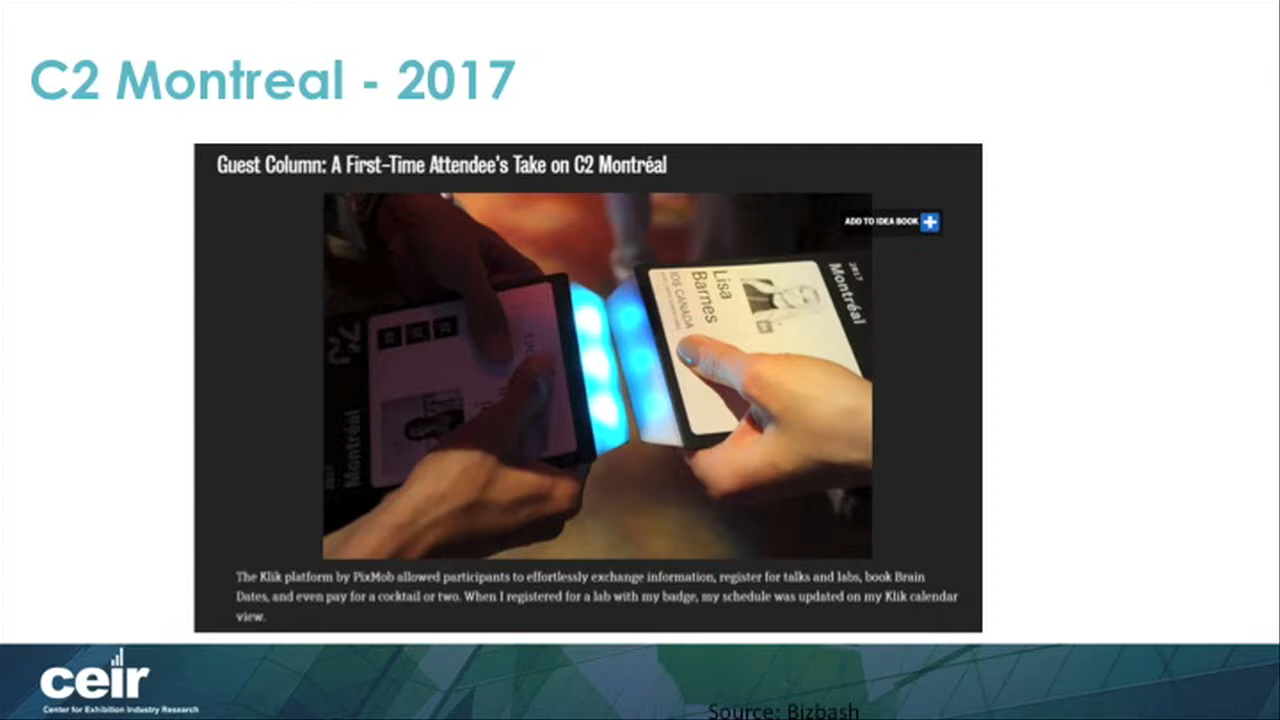 C2 Montreal - 2017
Guest Column: A First-Time Attendee's Take on C2 Montréal
ADD TO IDEA BOOK
Lisa
Barnes
IDS CANADA
2017
Montréal
C2
Montréal
The Klik platform by PixMob allowed participants to effortlessly exchange information, register for talks and labs, book Brain
Dates, and even pay for a cocktail or two. When I registered for a lab with my badge, my schedule was updated on my Klik calendar
view.
ceir
Center for Exhibition Industry Research
Source: Bizbash